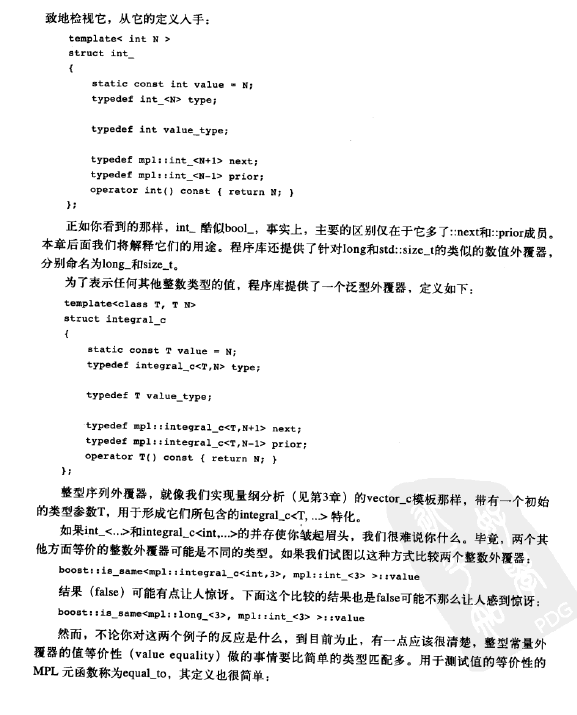 致地检视它，从它的定义入手：
template< int N >
struct int_
{
static const int value = N;
typedef int_<N> type;
typedef int value_type;
typedef mpl::int_<N+1> next;
typedef mpl::int_<N-1> prior;
operator int() const { return N; }
};
正如你看到的那样，int_ 酷似bool_，事实上，主要的区别仅在于它多了::next和::prior成员。
本章后面我们将解释它们的用途。程序库还提供了针对long和std::size_t的类似的数值外覆器，
分别命名为long_和size_t。
为了表示任何其他整数类型的值，程序库提供了一个泛型外覆器，定义如下：
template<class T, T N>
struct integral_c
{
static const T value = N;
typedef integral_c<T,N> type;
typedef T value_type;
typedef mpl::integral_c<T,N+1> next;
typedef mpl::integral_c<T,N-1> prior;
operator T() const { return N; }
};
整型序列外覆器，就像我们实现量纲分析（见第3章）的vector_c模板那样，带有一个初始
的类型参数T，用于形成它们所包含的integral_c<T, ...> 特化。
如果int_<...>和integral_c<int,...>的并存使你皱起眉头，我们很难说你什么。毕竟，两个其
他方面等价的整数外覆器可能是不同的类型。如果我们试图以这种方式比较两个整数外覆器：
boost::is_same<mpl::integral_c<int,3>, mpl::int_<3> >::value
结果（false）可能有点让人惊讶。下面这个比较的结果也是false可能不那么让人感到惊讶：
boost::is_same<mpl::long_<3>, mpl::int_<3> >::value
然而，不论你对这两个例子的反应是什么，到目前为止，有一点应该很清楚，整型常量外
覆器的值等价性（value equality）做的事情要比简单的类型匹配多。用于测试值的等价性的
MPL 元函数称为equal_to，其定义也很简单：
PDG